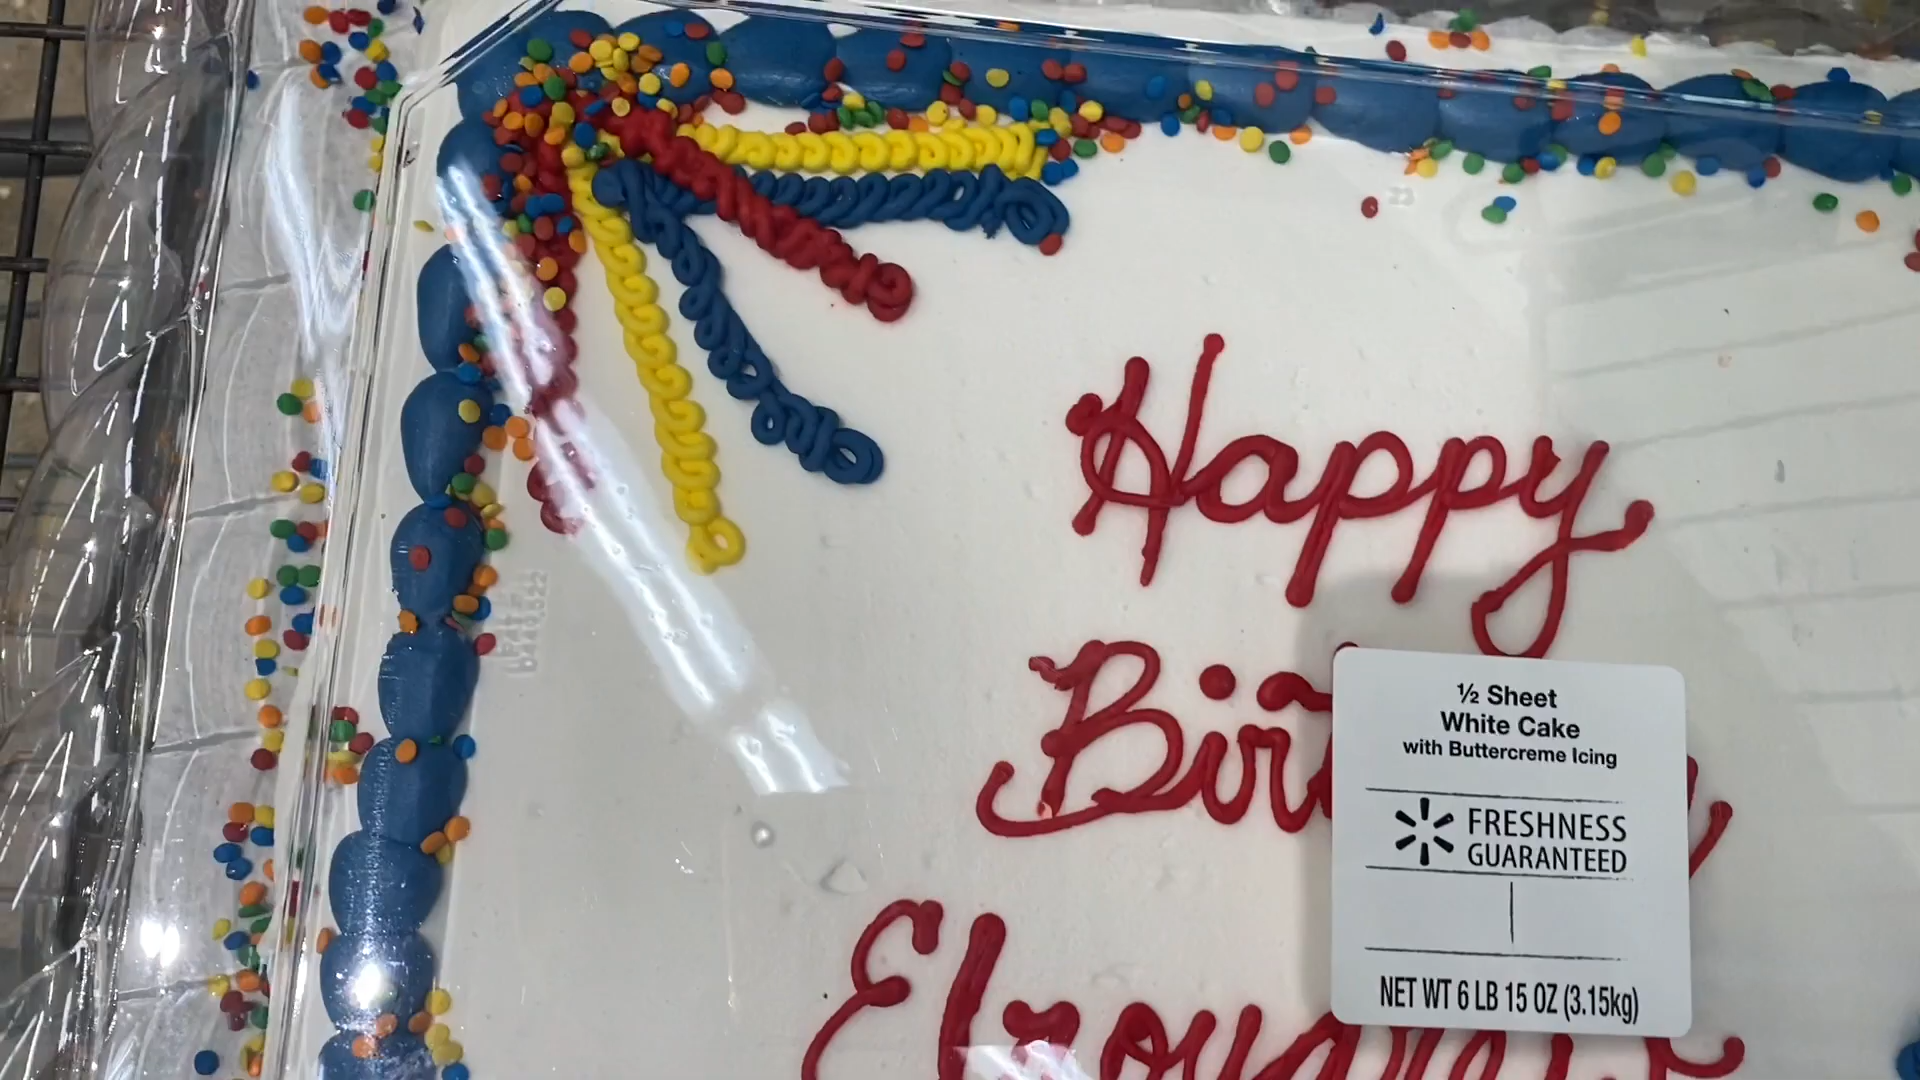 Happy
½ Sheet
White Cake
with Buttercreme Icing
FRESHNESS
GUARANTEED
NET WT 6 LB 15 OZ (3.15kg)